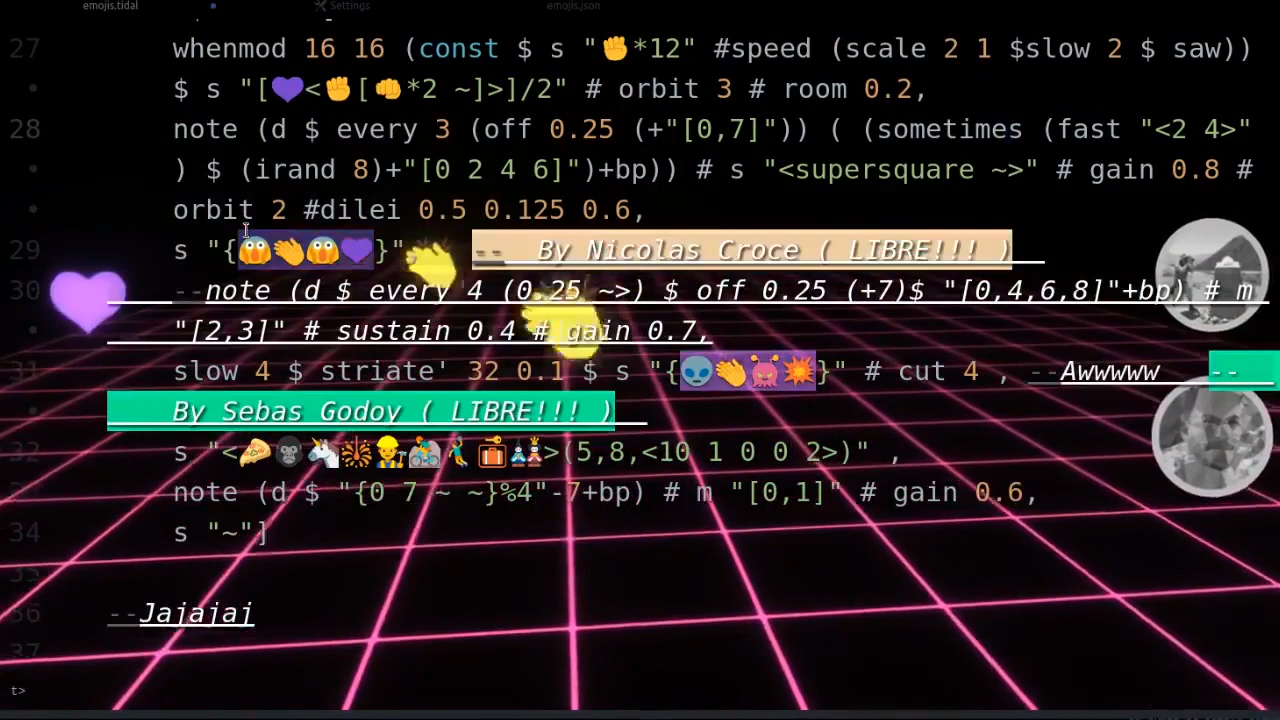 emojis.tidal Settings emojis.json
27 whenmod 16 16 (const $ s "✊*12" #speed (scale 2 1 $slow 2 $ saw))
$ s "[💜<✊[👊*2 ~]>]/2" # orbit 3 # room 0.2,
28 note (d $ every 3 (off 0.25 (+"[0,7]")) ( (sometimes (fast "<2 4>"
) $ (irand 8)+"[0 2 4 6]")+bp)) # s "<supersquare ~>" # gain 0.8 #
orbit 2 #dilei 0.5 0.125 0.6,
29 s "{😱👏😱💜}" -- By Nicolas Croce ( LIBRE!!! )
30 --note (d $ every 4 (0.25 ~>) $ off 0.25 (+7)$ "[0,4,6,8]"+bp) # m
"[2,3]" # sustain 0.4 # gain 0.7,
31 slow 4 $ striate' 32 0.1 $ s "{👽👏👾💥}" # cut 4 , --Awwwww --
By Sebas Godoy ( LIBRE!!! )
32 s "<🍕🦍🦄🎇👷🚵🏌🧳🎎>(5,8,<10 1 0 0 2>)" ,
33 note (d $ "{0 7 ~ ~}%4"-7+bp) # m "[0,1]" # gain 0.6,
34 s "~"]
35
36 --Jajajaj
37
t>